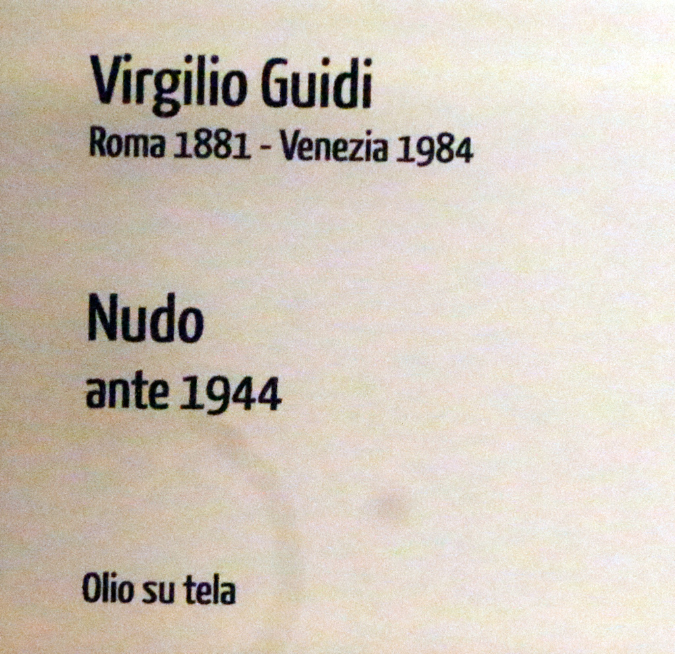 Virgilio Guidi
Roma 1881 - Venezia 1984
Nudo
ante 1944
Olio su tela